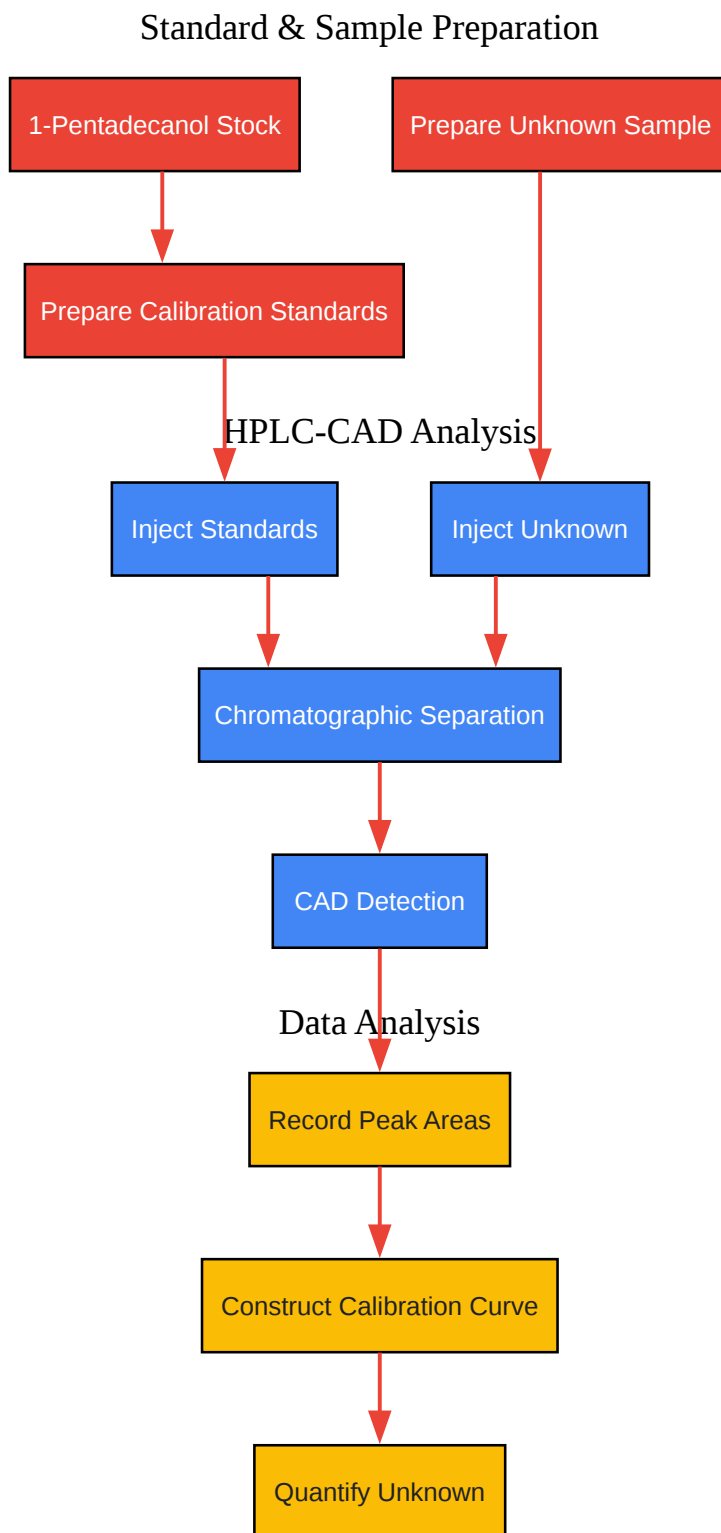 Standard & Sample Preparation
1-Pentadecanol Stock
Prepare Unknown Sample
Prepare Calibration Standards
HPLC-CAD Analysis
Inject Standards
Inject Unknown
Chromatographic Separation
CAD Detection
Data Analysis
Record Peak Areas
Construct Calibration Curve
Quantify Unknown